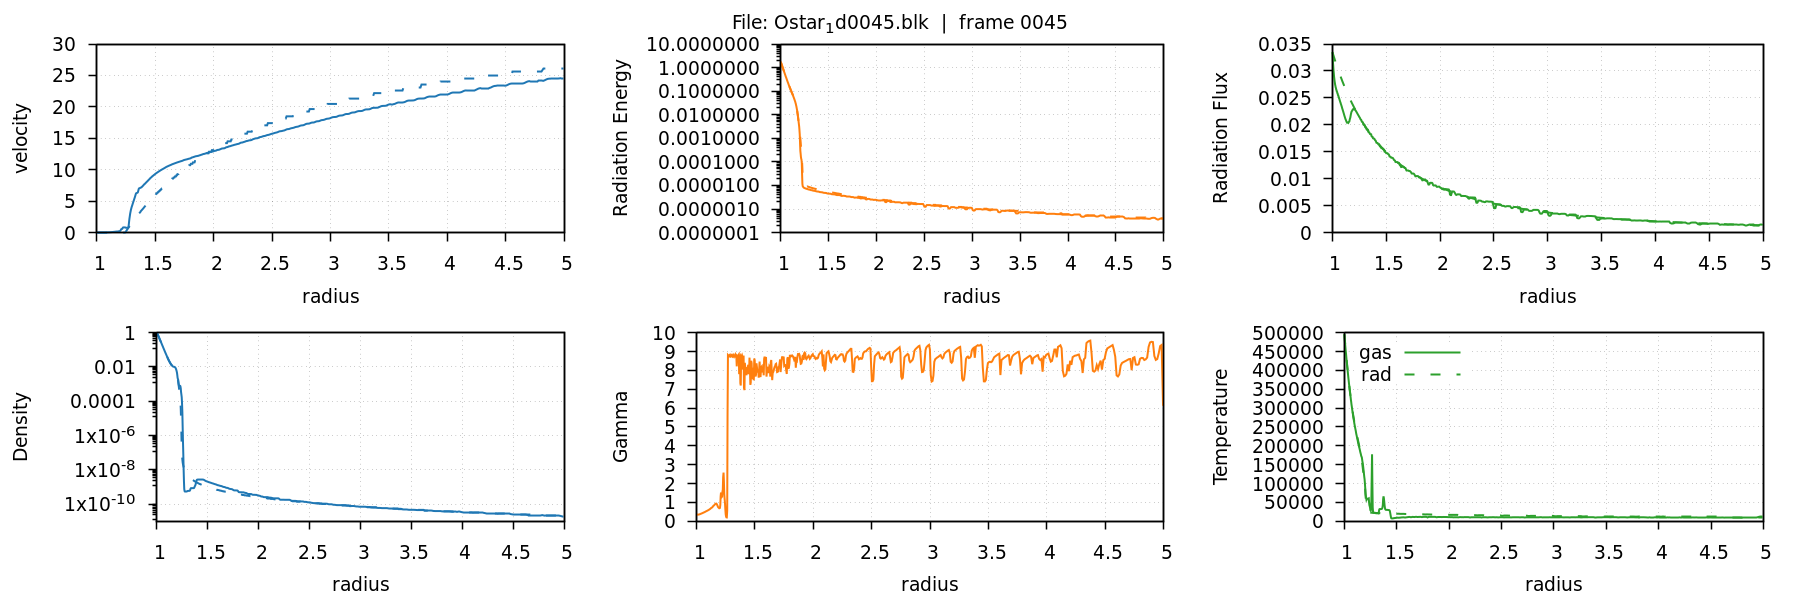 File: Ostar₁d0045.blk | frame 0045
velocity
30
25
20
15
10
5
0
1 1.5 2 2.5 3 3.5 4 4.5 5
radius
Radiation Energy
10.0000000
1.0000000
0.1000000
0.0100000
0.0010000
0.0001000
0.0000100
0.0000010
0.0000001
1 1.5 2 2.5 3 3.5 4 4.5 5
radius
Radiation Flux
0.035
0.03
0.025
0.02
0.015
0.01
0.005
0
1 1.5 2 2.5 3 3.5 4 4.5 5
radius
Density
1
0.01
0.0001
1x10⁻⁶
1x10⁻⁸
1x10⁻¹⁰
1 1.5 2 2.5 3 3.5 4 4.5 5
radius
Gamma
10
9
8
7
6
5
4
3
2
1
0
1 1.5 2 2.5 3 3.5 4 4.5 5
radius
Temperature
500000
450000
400000
350000
300000
250000
200000
150000
100000
50000
0
gas
rad
1 1.5 2 2.5 3 3.5 4 4.5 5
radius